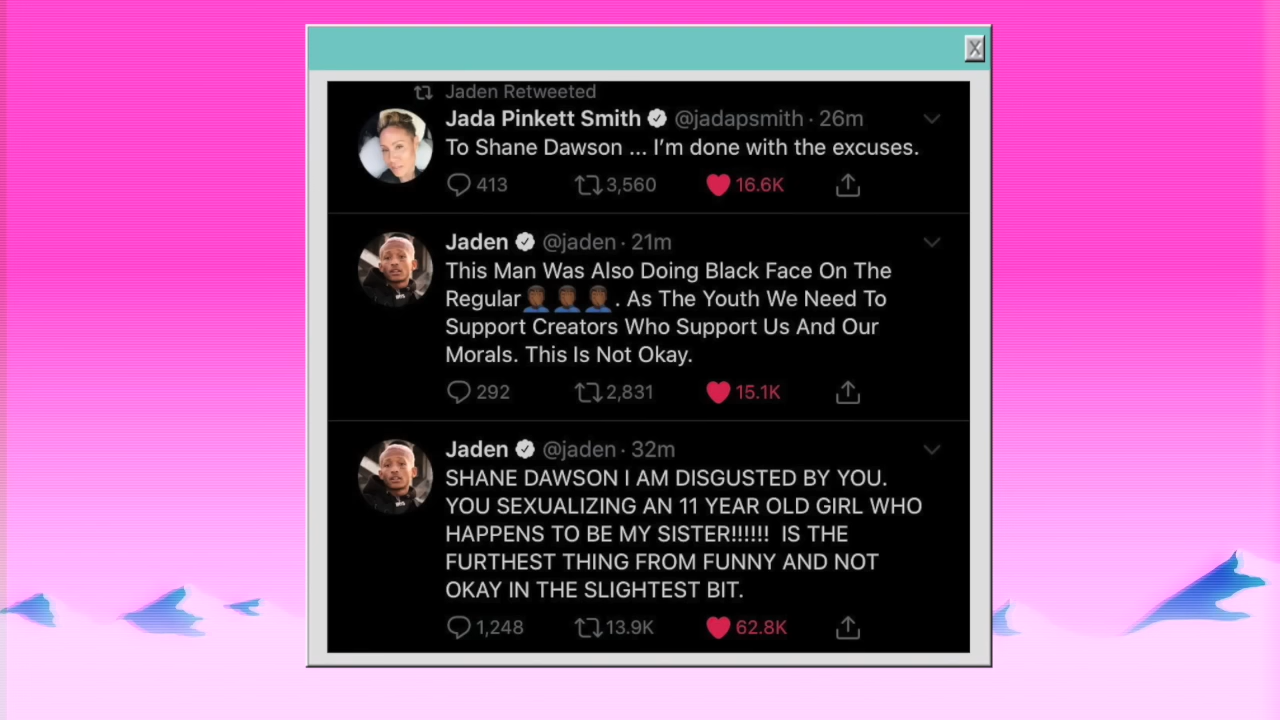 X
Jaden Retweeted
Jada Pinkett Smith @jadapsmith · 26m
To Shane Dawson ... I’m done with the excuses.
413 3,560 16.6K
Jaden @jaden · 21m
This Man Was Also Doing Black Face On The
Regular🤦🏾‍♂️🤦🏾‍♂️🤦🏾‍♂️. As The Youth We Need To
Support Creators Who Support Us And Our
Morals. This Is Not Okay.
292 2,831 15.1K
Jaden @jaden · 32m
SHANE DAWSON I AM DISGUSTED BY YOU.
YOU SEXUALIZING AN 11 YEAR OLD GIRL WHO
HAPPENS TO BE MY SISTER!!!!!!  IS THE
FURTHEST THING FROM FUNNY AND NOT
OKAY IN THE SLIGHTEST BIT.
1,248 13.9K 62.8K